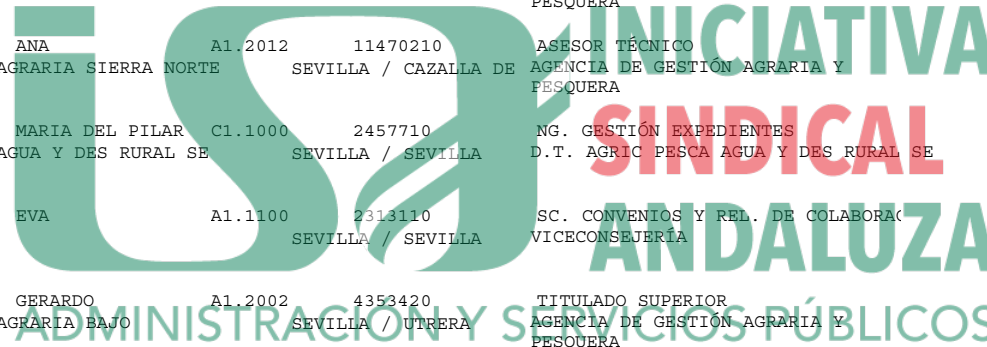 PESQUERA
ANA A1.2012 11470210 ASESOR TÉCNICO
AGRARIA SIERRA NORTE SEVILLA / CAZALLA DE AGENCIA DE GESTIÓN AGRARIA Y
PESQUERA
MARIA DEL PILAR C1.1000 2457710 NG. GESTIÓN EXPEDIENTES
AGUA Y DES RURAL SE SEVILLA / SEVILLA D.T. AGRIC PESCA AGUA Y DES RURAL SE
EVA A1.1100 2313110 SC. CONVENIOS Y REL. DE COLABORA
SEVILLA / SEVILLA VICECONSEJERÍA
GERARDO A1.2002 4353420 TITULADO SUPERIOR
AGRARIA BAJO SEVILLA / UTRERA AGENCIA DE GESTIÓN AGRARIA Y
PESQUERA
isa
INICIATIVA
SINDICAL
ANDALUZA
ADMINISTRACIÓN Y SERVICIOS PÚBLICOS